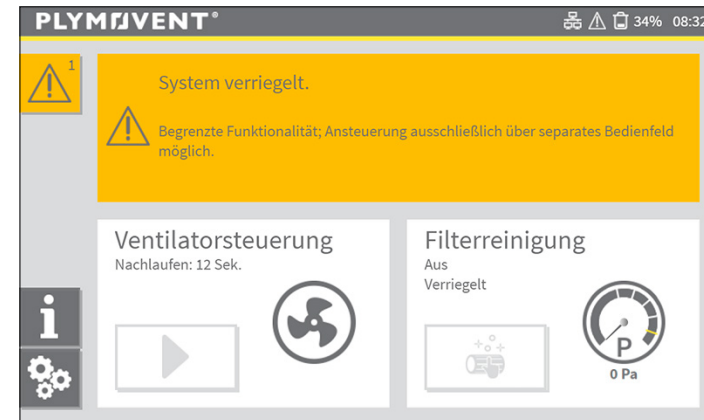 PLYMOVENT®
34% 08:32
1
System verriegelt.
Begrenzte Funktionalität; Ansteuerung ausschließlich über separates Bedienfeld
möglich.
Ventilatorsteuerung
Nachlaufen: 12 Sek.
Filterreinigung
Aus
Verriegelt
P
0 Pa
i